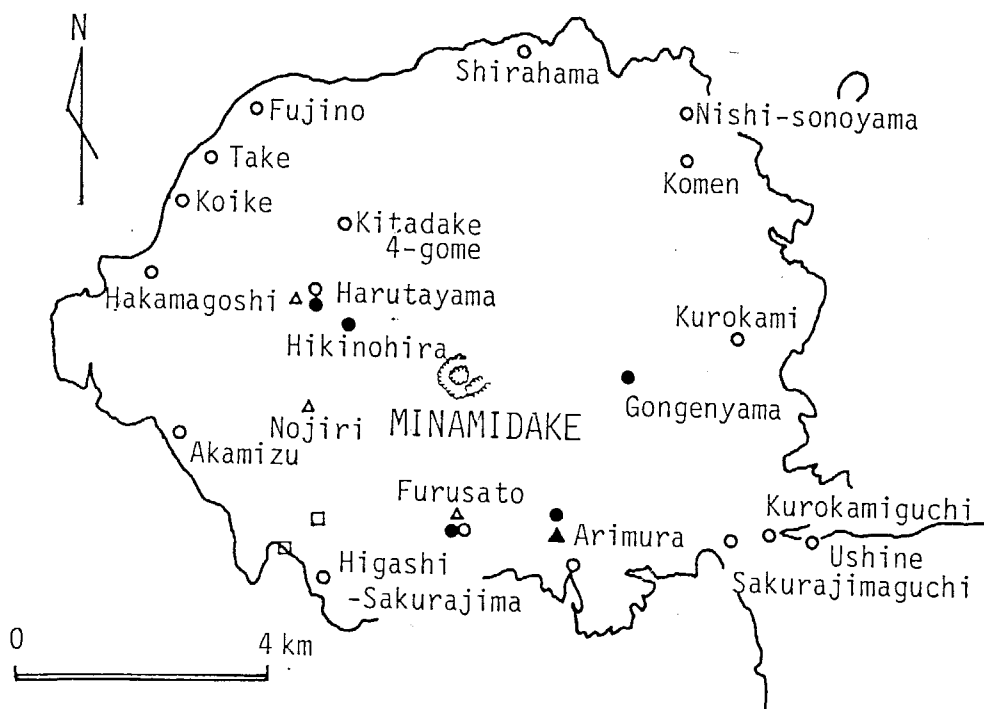 N
Shirahama
Fujino
Nishi-sonoyama
Take
Komen
Koike
Kitadake
4-gome
Hakamagoshi
Harutayama
Kurokami
Hikinohira
Gongenyama
Nojiri
MINAMIDAKE
Akamizu
Furusato
Kurokamiguchi
Arimura
Ushine
Higashi
-Sakurajima
Sakurajimaguchi
0
4 km